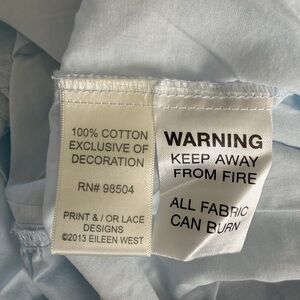 100% COTTON
EXCLUSIVE OF
DECORATION
RN# 98504
PRINT & / OR LACE
DESIGNS
©2013 EILEEN WEST
WARNING
KEEP AWAY
FROM FIRE
ALL FABRIC
CAN BURN